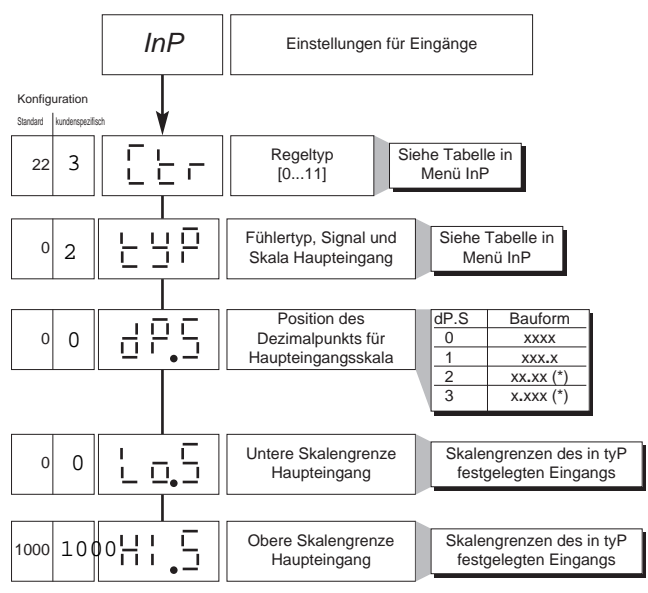 InP
Einstellungen für Eingänge
Konfiguration
Standard kundenspezifisch
22 3
Ctr
Regeltyp
[0...11]
Siehe Tabelle in
Menü InP
0 2
tYP
Fühlertyp, Signal und
Skala Haupteingang
Siehe Tabelle in
Menü InP
0 0
dP.S
Position des
Dezimalpunkts für
Haupteingangsskala
dP.S Bauform
0 xxxx
1 xxx.x
2 xx.xx (*)
3 x.xxx (*)
0 0
Lo.S
Untere Skalengrenze
Haupteingang
Skalengrenzen des in tyP
festgelegten Eingangs
1000 1000
HI.S
Obere Skalengrenze
Haupteingang
Skalengrenzen des in tyP
festgelegten Eingangs